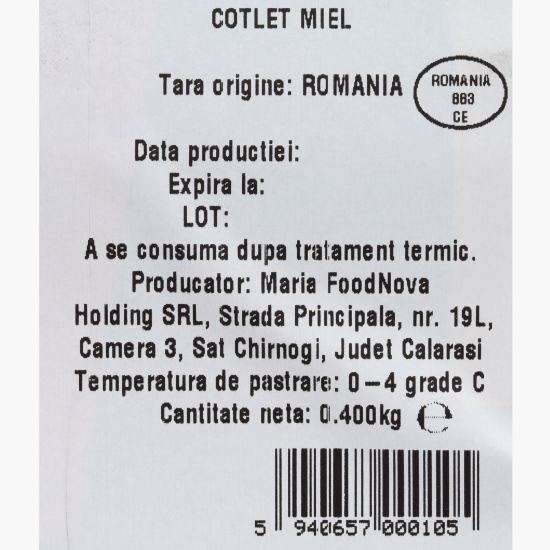 COTLET MIEL
Tara origine: ROMANIA
ROMANIA
883
CE
Data productiei:
Expira la:
LOT:
A se consuma dupa tratament termic.
Producator: Maria FoodNova
Holding SRL, Strada Principala, nr. 19L,
Camera 3, Sat Chirnogi, Judet Calarasi
Temperatura de pastrare: 0-4 grade C
Cantitate neta: 0.400kg ℮
5 940657 000105